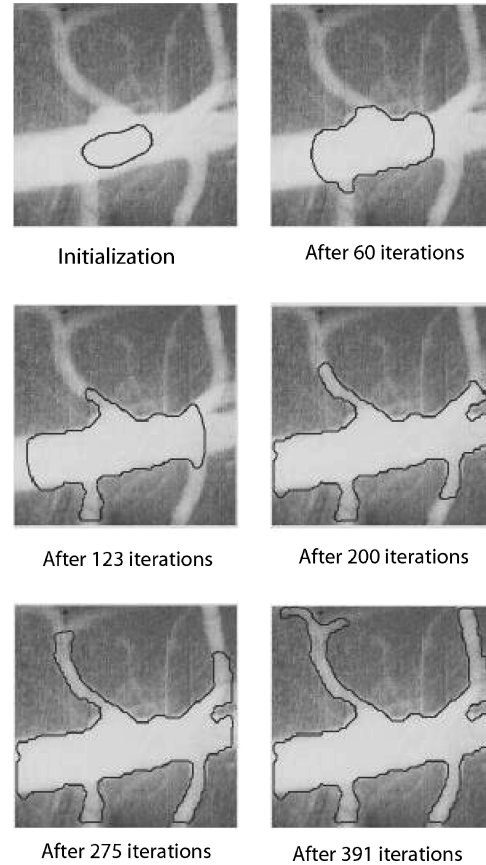 Initialization
After 60 iterations
After 123 iterations
After 200 iterations
After 275 iterations
After 391 iterations